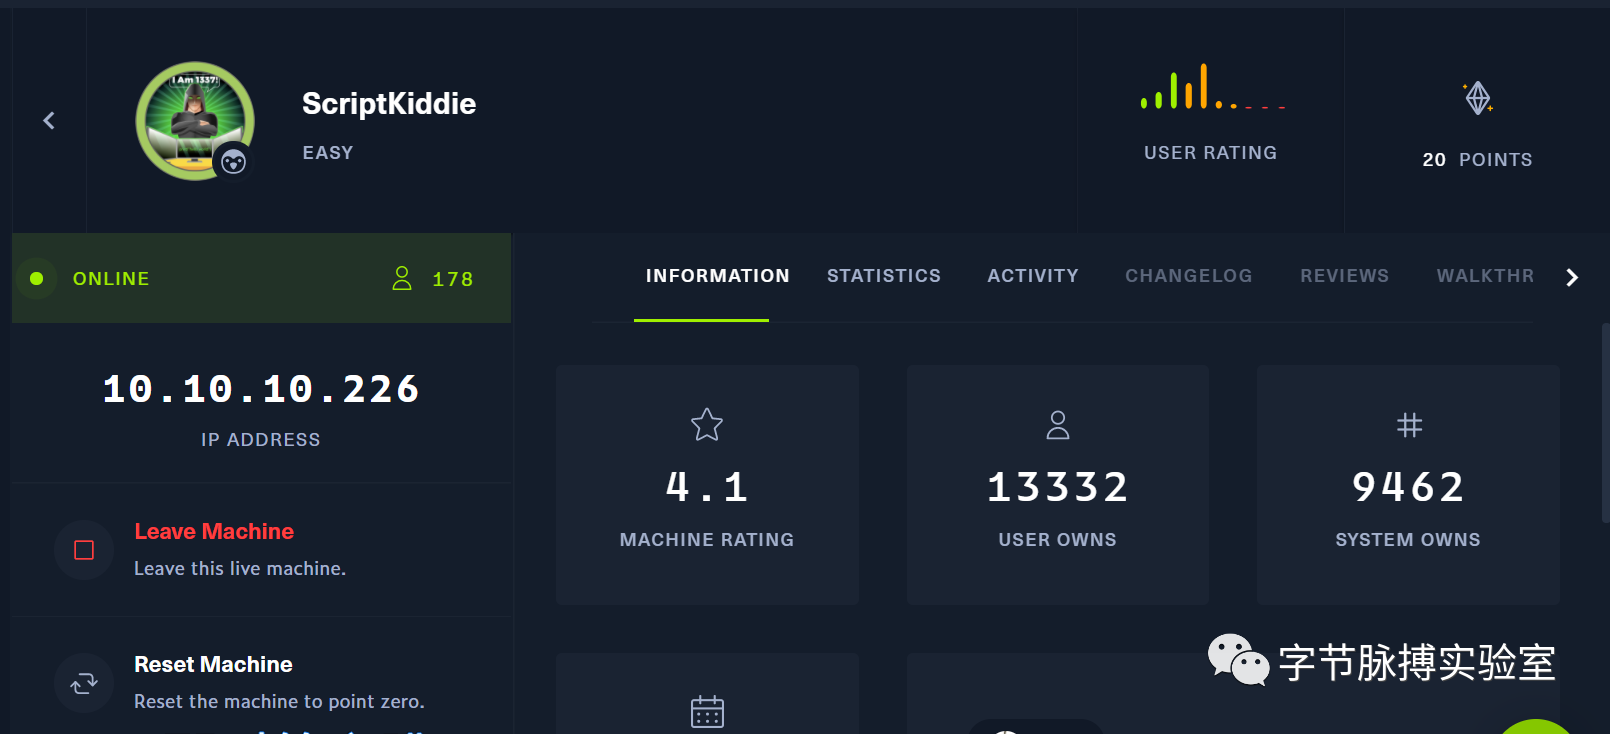 I Am 1337!
ScriptKiddie
EASY
USER RATING
20 POINTS
ONLINE
178
INFORMATION
STATISTICS
ACTIVITY
CHANGELOG
REVIEWS
WALKTHR
10.10.10.226
IP ADDRESS
Leave Machine
Leave this live machine.
Reset Machine
Reset the machine to point zero.
4.1
MACHINE RATING
13332
USER OWNS
9462
SYSTEM OWNS
字节脉搏实验室